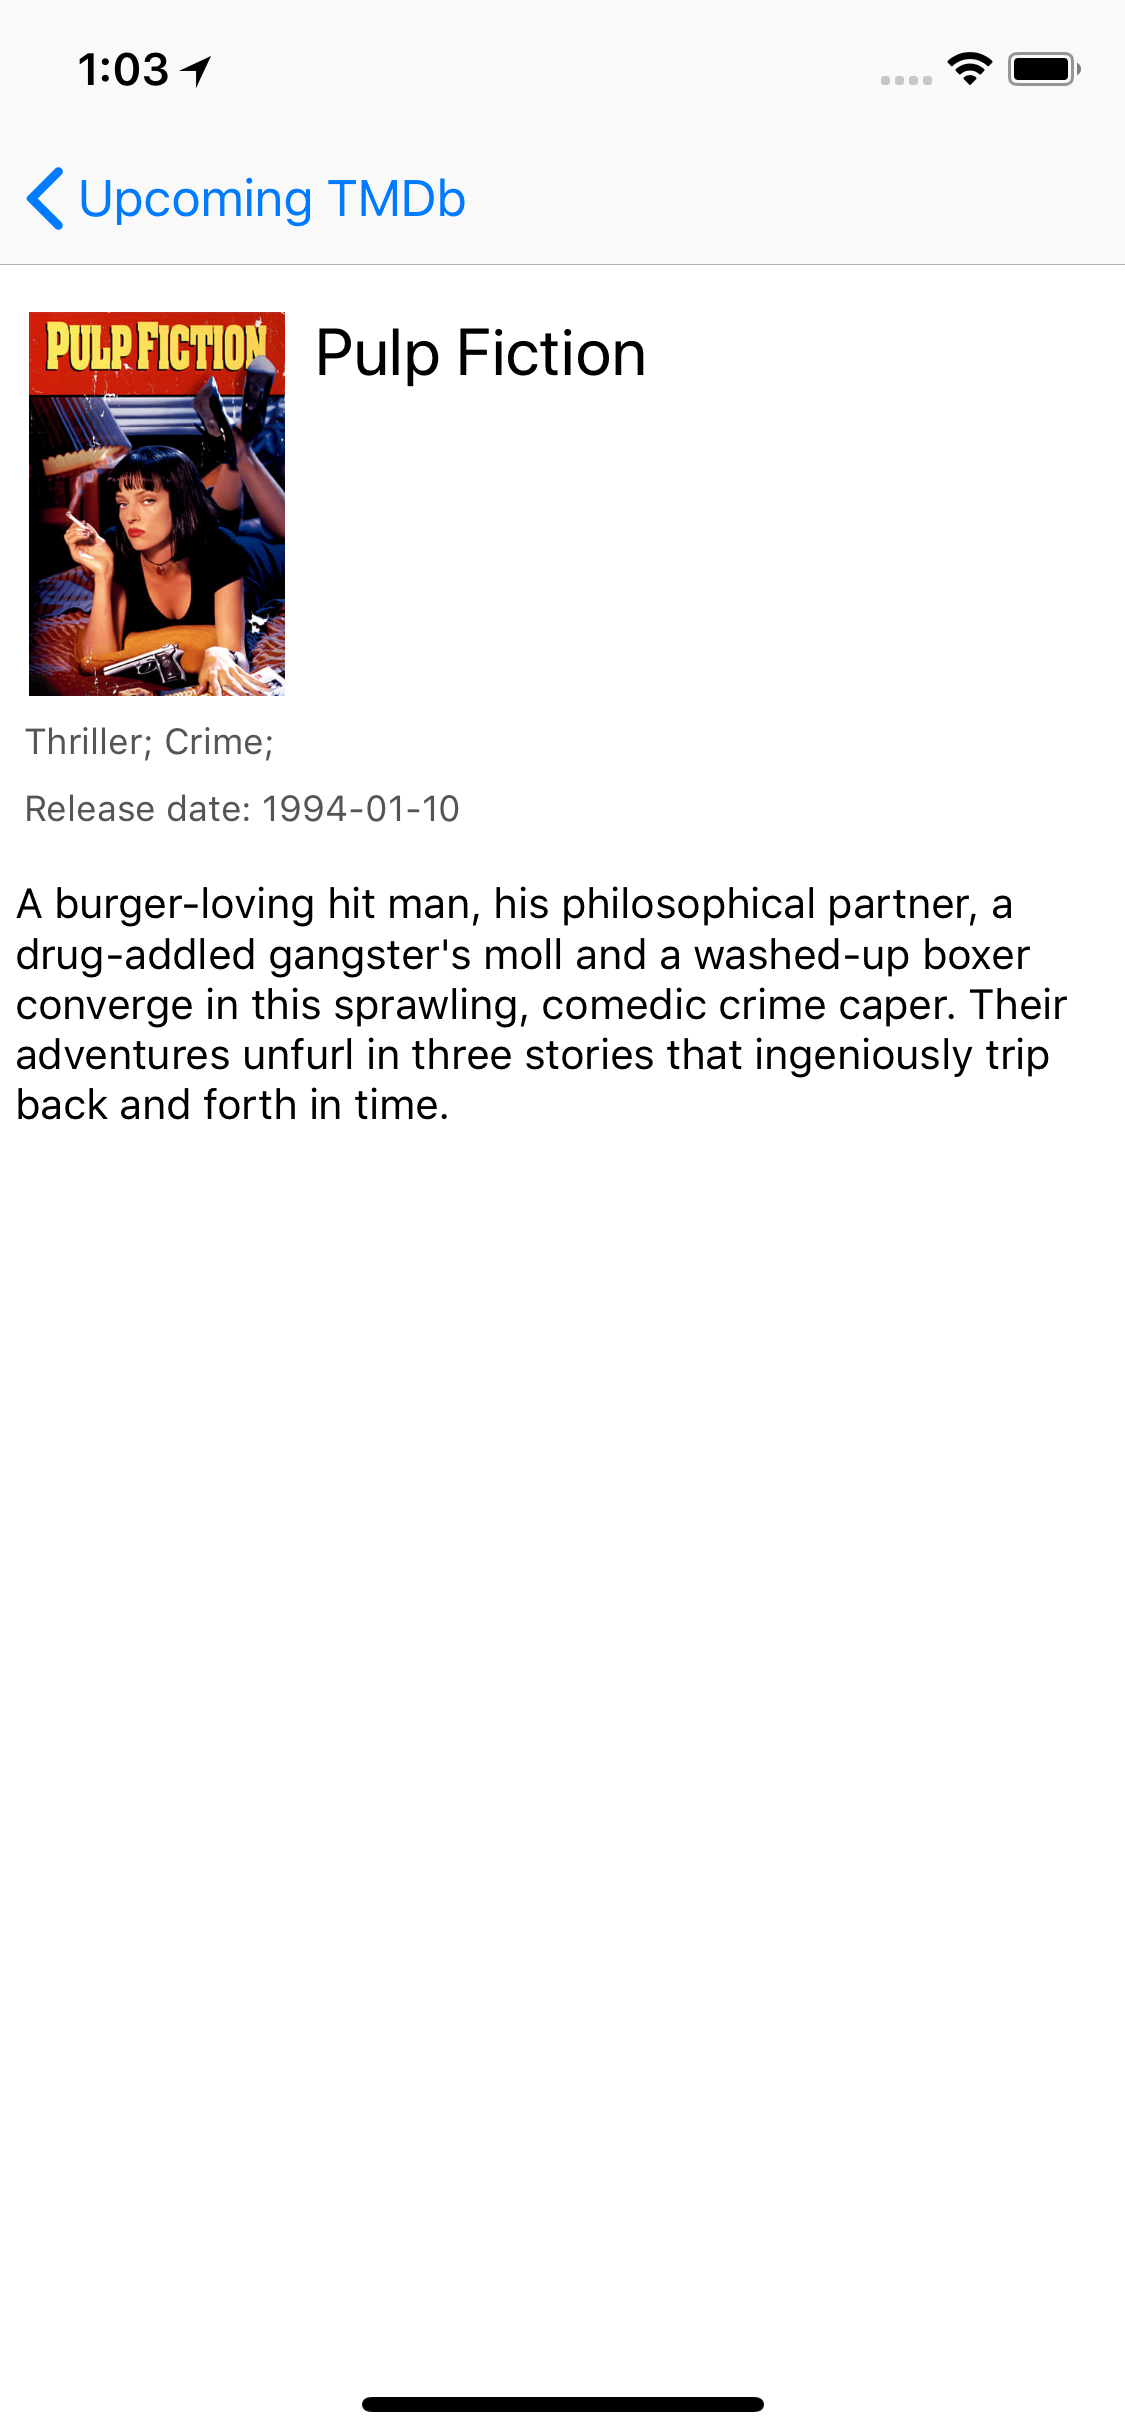 1:03
Upcoming TMDb
PULP FICTION
Pulp Fiction
Thriller; Crime;
Release date: 1994-01-10
A burger-loving hit man, his philosophical partner, a
drug-addled gangster's moll and a washed-up boxer
converge in this sprawling, comedic crime caper. Their
adventures unfurl in three stories that ingeniously trip
back and forth in time.